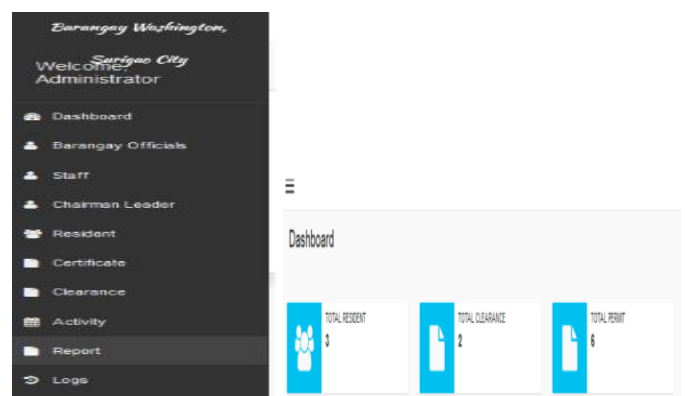 Barangay Washington,
Surigao City
Welcome,
Administrator
Dashboard
Barangay Officials
Staff
Chairman Leader
Resident
Certificate
Clearance
Activity
Report
Logs
Dashboard
TOTAL RESIDENT
3
TOTAL CLEARANCE
2
TOTAL PERMIT
6